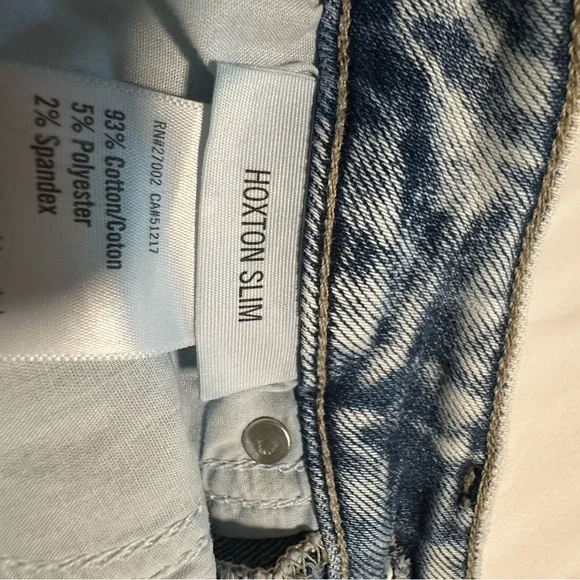 HOXTON SLIM
RN#27002 CA#51217
93% Cotton/Coton
5% Polyester
2% Spandex